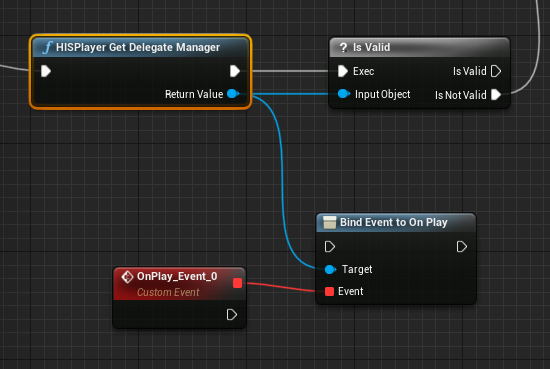 HISPlayer Get Delegate Manager
Return Value
Is Valid
Exec
Is Valid
Input Object
Is Not Valid
Bind Event to On Play
Target
Event
OnPlay_Event_0
Custom Event